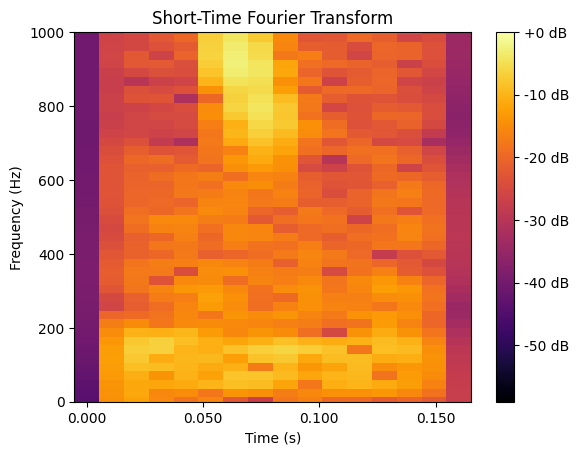 Short-Time Fourier Transform
Frequency (Hz)
1000
800
600
400
200
0
0.000
0.050
0.100
0.150
Time (s)
+0 dB
-10 dB
-20 dB
-30 dB
-40 dB
-50 dB